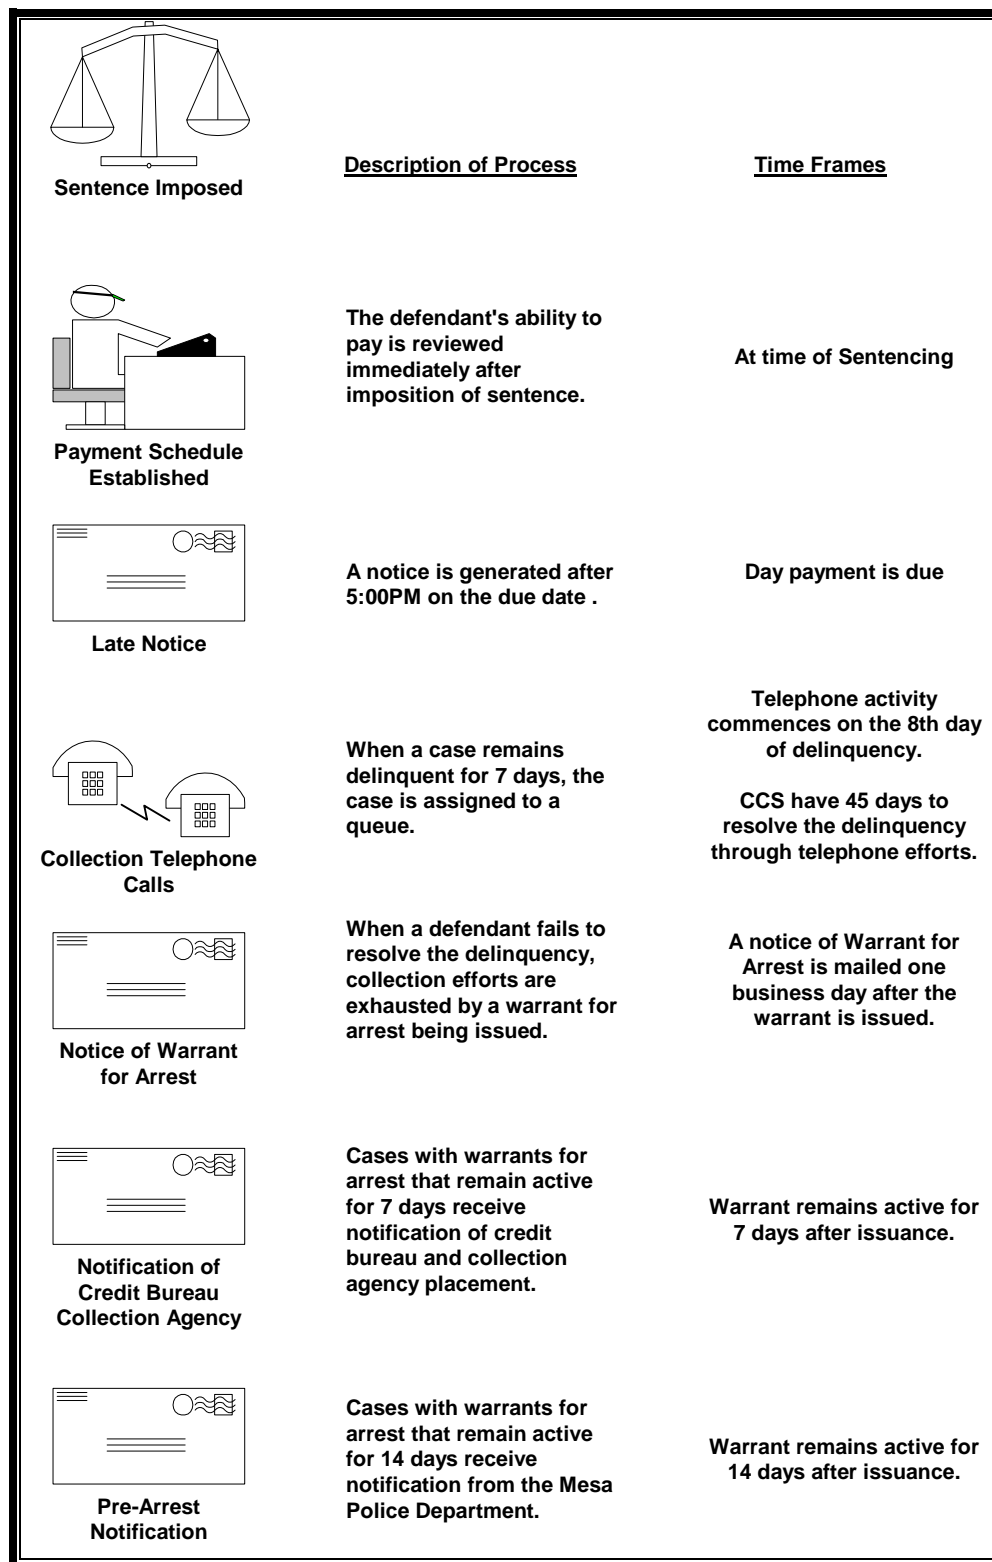 Sentence Imposed
Description of Process
Time Frames
Payment Schedule
Established
The defendant's ability to
pay is reviewed
immediately after
imposition of sentence.
At time of Sentencing
Late Notice
A notice is generated after
5:00PM on the due date .
Day payment is due
Collection Telephone
Calls
When a case remains
delinquent for 7 days, the
case is assigned to a
queue.
Telephone activity
commences on the 8th day
of delinquency.
CCS have 45 days to
resolve the delinquency
through telephone efforts.
Notice of Warrant
for Arrest
When a defendant fails to
resolve the delinquency,
collection efforts are
exhausted by a warrant for
arrest being issued.
A notice of Warrant for
Arrest is mailed one
business day after the
warrant is issued.
Notification of
Credit Bureau
Collection Agency
Cases with warrants for
arrest that remain active
for 7 days receive
notification of credit
bureau and collection
agency placement.
Warrant remains active for
7 days after issuance.
Pre-Arrest
Notification
Cases with warrants for
arrest that remain active
for 14 days receive
notification from the Mesa
Police Department.
Warrant remains active for
14 days after issuance.